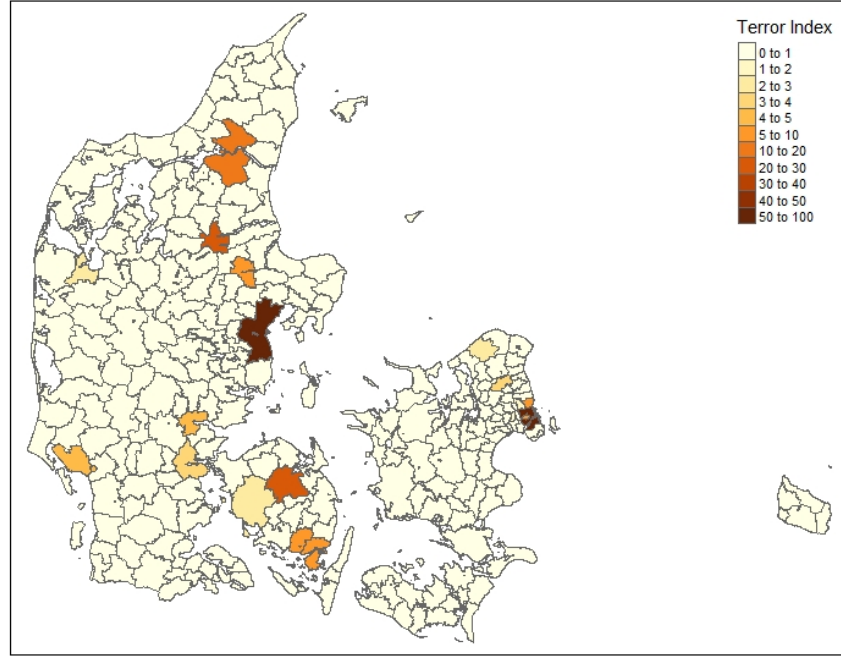 Terror Index
0 to 1
1 to 2
2 to 3
3 to 4
4 to 5
5 to 10
10 to 20
20 to 30
30 to 40
40 to 50
50 to 100